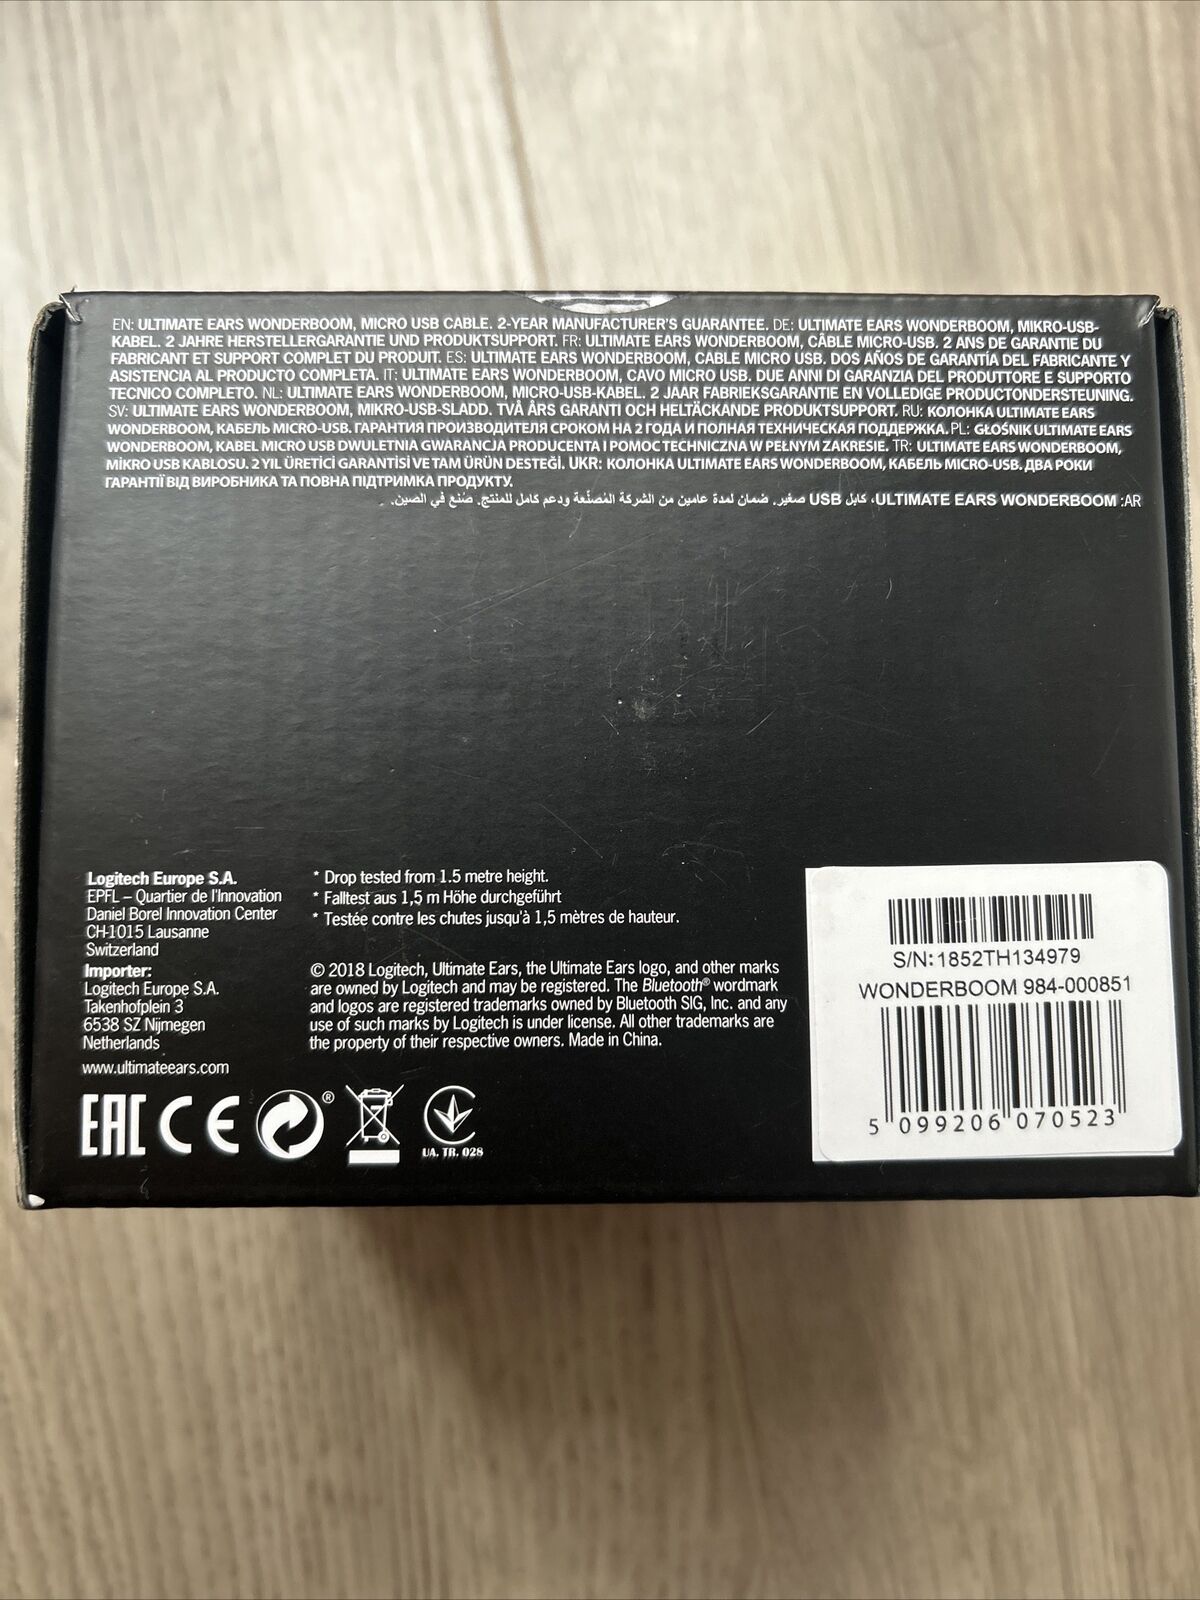 EN: ULTIMATE EARS WONDERBOOM, MICRO USB CABLE. 2-YEAR MANUFACTURER'S GUARANTEE. DE: ULTIMATE EARS WONDERBOOM, MIKRO-USB-
KABEL. 2 JAHRE HERSTELLERGARANTIE UND PRODUKTSUPPORT. FR: ULTIMATE EARS WONDERBOOM, CÂBLE MICRO-USB. 2 ANS DE GARANTIE DU
FABRICANT ET SUPPORT COMPLET DU PRODUIT. ES: ULTIMATE EARS WONDERBOOM, CABLE MICRO USB. DOS AÑOS DE GARANTÍA DEL FABRICANTE Y
ASISTENCIA AL PRODUCTO COMPLETA. IT: ULTIMATE EARS WONDERBOOM, CAVO MICRO USB. DUE ANNI DI GARANZIA DEL PRODUTTORE E SUPPORTO
TECNICO COMPLETO. NL: ULTIMATE EARS WONDERBOOM, MICRO-USB-KABEL. 2 JAAR FABRIEKSGARANTIE EN VOLLEDIGE PRODUCTONDERSTEUNING.
SV: ULTIMATE EARS WONDERBOOM, MIKRO-USB-SLADD. TVÅ ÅRS GARANTI OCH HELTÄCKANDE PRODUKTSUPPORT. RU: КОЛОНКА ULTIMATE EARS
WONDERBOOM, КАБЕЛЬ MICRO-USB. ГАРАНТИЯ ПРОИЗВОДИТЕЛЯ СРОКОМ НА 2 ГОДА И ПОЛНАЯ ТЕХНИЧЕСКАЯ ПОДДЕРЖКА. PL: GŁOŚNIK ULTIMATE EARS
WONDERBOOM, KABEL MICRO USB DWULETNIA GWARANCJA PRODUCENTA I POMOC TECHNICZNA W PEŁNYM ZAKRESIE. TR: ULTIMATE EARS WONDERBOOM,
MİKRO USB KABLOSU. 2 YIL ÜRETİCİ GARANTİSİ VE TAM ÜRÜN DESTEĞİ. UKR: КОЛОНКА ULTIMATE EARS WONDERBOOM, КАБЕЛЬ MICRO-USB. ДВА РОКИ
ГАРАНТІЇ ВІД ВИРОБНИКА ТА ПОВНА ПІДТРИМКА ПРОДУКТУ.
AR: ULTIMATE EARS WONDERBOOM، كابل USB صغير. ضمان لمدة عامين من الشركة المُصنِّعة ودعم كامل للمنتج. صُنع في الصين.
Logitech Europe S.A.
EPFL – Quartier de l'Innovation
Daniel Borel Innovation Center
CH-1015 Lausanne
Switzerland
Importer:
Logitech Europe S.A.
Takenhofplein 3
6538 SZ Nijmegen
Netherlands
www.ultimateears.com
* Drop tested from 1.5 metre height.
* Falltest aus 1,5 m Höhe durchgeführt
* Testée contre les chutes jusqu'à 1,5 mètres de hauteur.
© 2018 Logitech, Ultimate Ears, the Ultimate Ears logo, and other marks
are owned by Logitech and may be registered. The Bluetooth® wordmark
and logos are registered trademarks owned by Bluetooth SIG, Inc. and any
use of such marks by Logitech is under license. All other trademarks are
the property of their respective owners. Made in China.
EAC CE ®
UA. TR. 028
S/N:1852TH134979
WONDERBOOM 984-000851
5 099206 070523